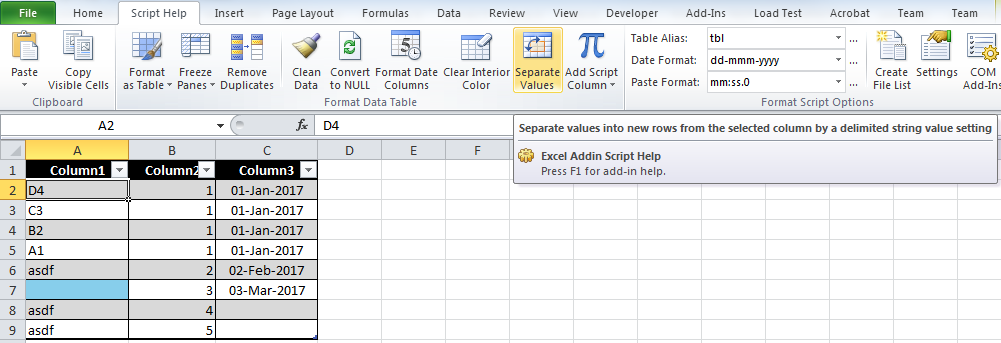 File Home Script Help Insert Page Layout Formulas Data Review View Developer Add-Ins Load Test Acrobat Team Team
Paste
Copy
Visible Cells
Clipboard
Format
as Table
Freeze
Panes
Remove
Duplicates
Clean
Data
Convert
to NULL
Format Date
Columns
Clear Interior
Color
Separate
Values
Add Script
Column
Format Data Table
Table Alias: tbl ...
Date Format: dd-mmm-yyyy ...
Paste Format: mm:ss.0 ...
Create
File List
Settings
COM
Add-Ins
Format Script Options
A2 fx D4
Separate values into new rows from the selected column by a delimited string value setting
Excel Addin Script Help
Press F1 for add-in help.
A B C D E F
1 Column1 Column2 Column3
2 D4 1 01-Jan-2017
3 C3 1 01-Jan-2017
4 B2 1 01-Jan-2017
5 A1 1 01-Jan-2017
6 asdf 2 02-Feb-2017
7 3 03-Mar-2017
8 asdf 4
9 asdf 5